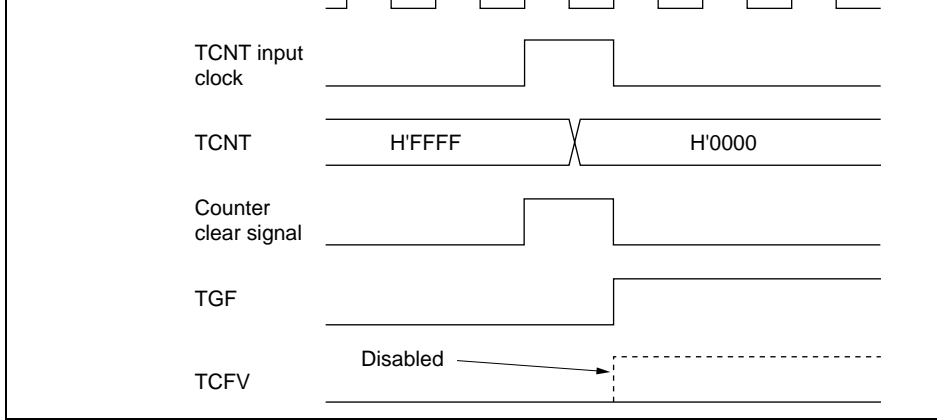 TCNT input
clock
TCNT
H'FFFF
H'0000
Counter
clear signal
TGF
Disabled
TCFV